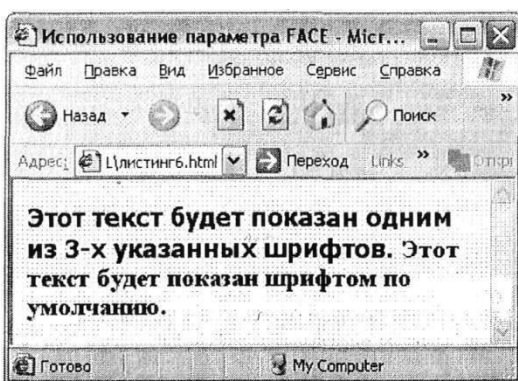 Использование параметра FACE - Micr...
Файл Правка Вид Избранное Сервис Справка
Назад Поиск »
Адрес: L\листинг6.html Переход Links »
Этот текст будет показан одним
из 3-х указанных шрифтов. Этот
текст будет показан шрифтом по
умолчанию.
Готово My Computer